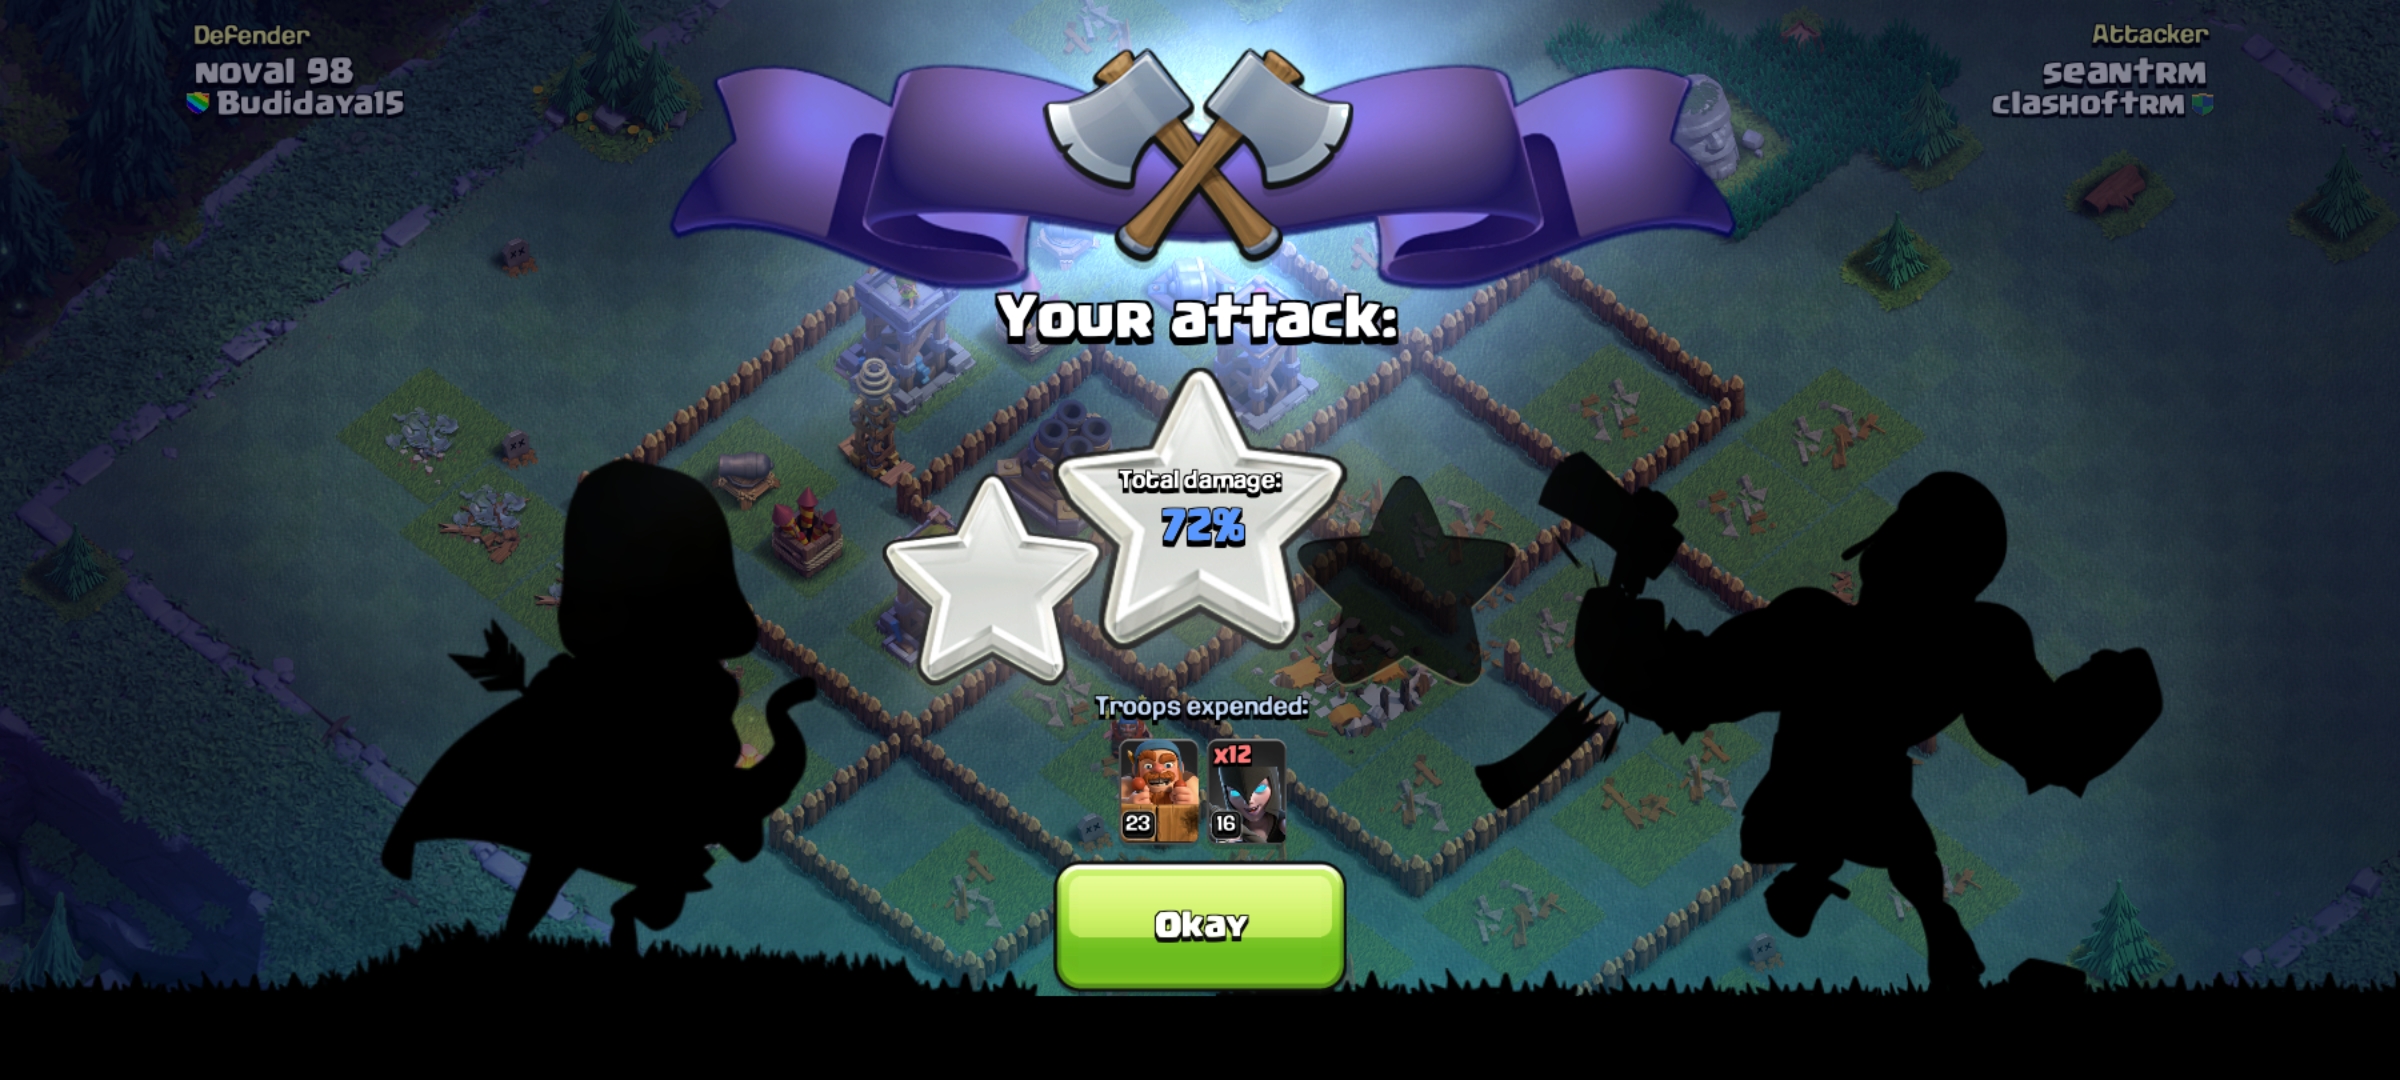 Defender
Noval 98
Budidaya15
Attacker
seantRM
clashoftRM
Your attack:
Total damage:
72%
Troops expended:
x12
23
16
Okay